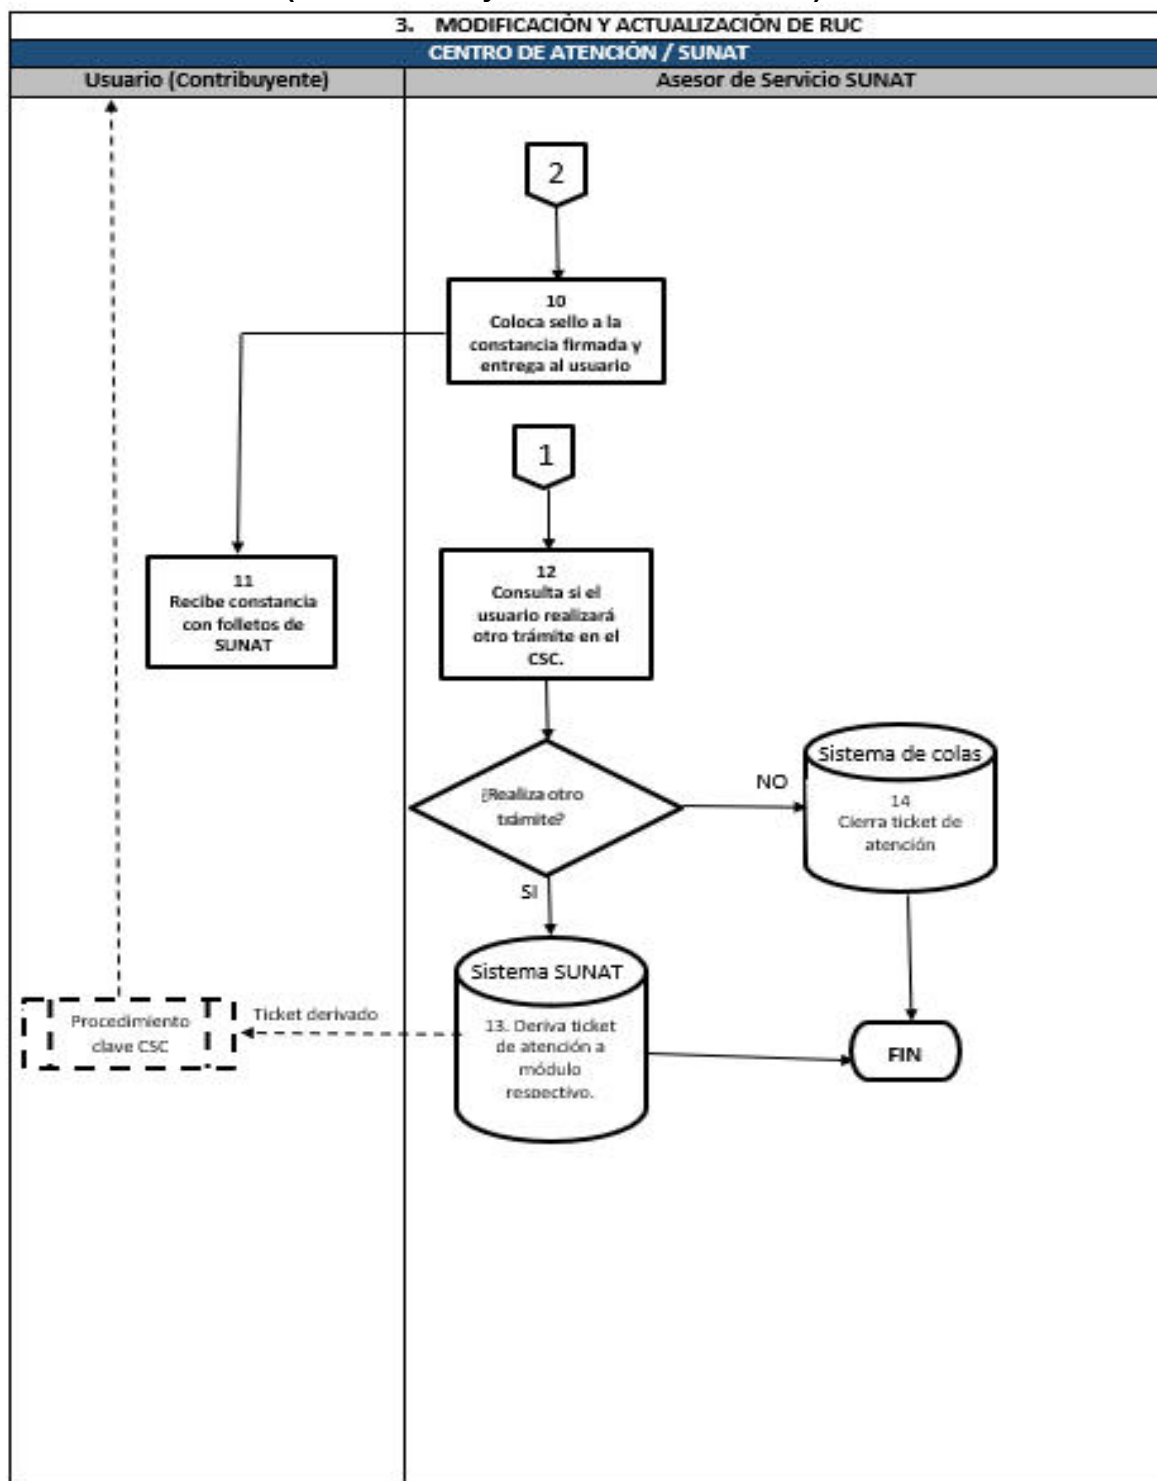 3. MODIFICACIÓN Y ACTUALIZACIÓN DE RUC
CENTRO DE ATENCIÓN / SUNAT
Usuario (Contribuyente)
Asesor de Servicio SUNAT
2
10
Coloca sello a la
constancia firmada y
entrega al usuario
1
11
Recibe constancia
con folletos de
SUNAT
12
Consulta si el
usuario realizará
otro trámite en el
CSC.
¿Realiza otro
trámite?
NO
Sistema de colas
14
Cierra ticket de
atención
SI
Sistema SUNAT
13. Deriva ticket
de atención a
módulo
respectivo.
Ticket derivado
Procedimiento
clave CSC
FIN